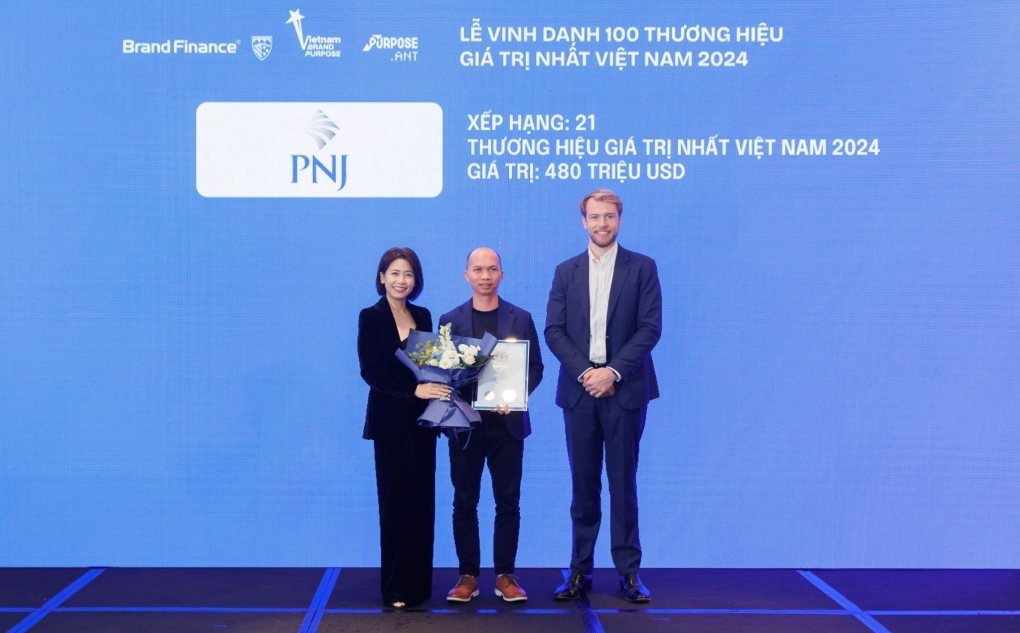 Brand Finance®
Vietnam
BRAND
PURPOSE
PURPOSE
.ANT
LỄ VINH DANH 100 THƯƠNG HIỆU
GIÁ TRỊ NHẤT VIỆT NAM 2024
PNJ
XẾP HẠNG: 21
THƯƠNG HIỆU GIÁ TRỊ NHẤT VIỆT NAM 2024
GIÁ TRỊ: 480 TRIỆU USD